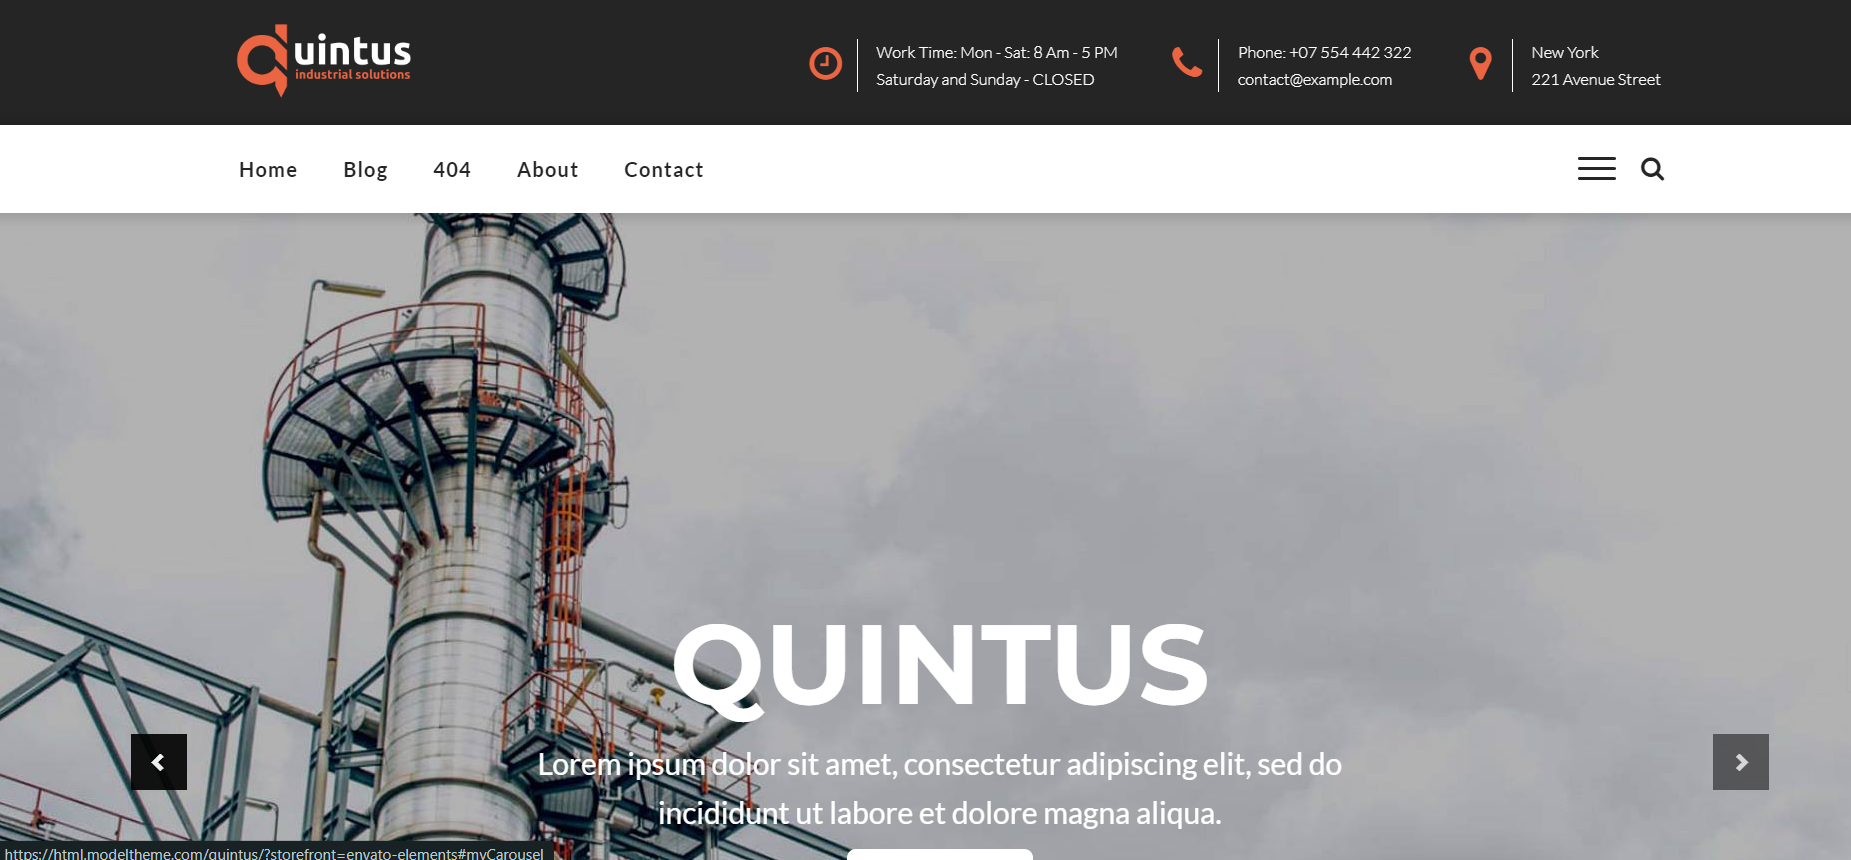 uintus
industrial solutions
Work Time: Mon - Sat: 8 Am - 5 PM
Saturday and Sunday - CLOSED
Phone: +07 554 442 322
contact@example.com
New York
221 Avenue Street
Home
Blog
404
About
Contact
QUINTUS
Lorem ipsum dolor sit amet, consectetur adipiscing elit, sed do
incididunt ut labore et dolore magna aliqua.
https://html.modeltheme.com/quintus/?storefront=envato-elements#myCarousel